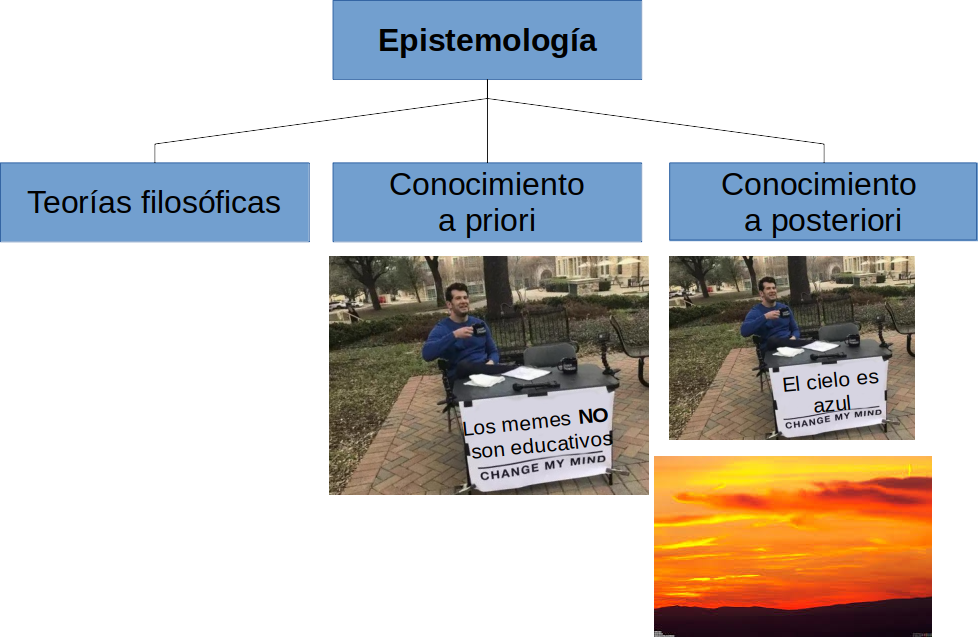 Epistemología
Teorías filosóficas
Conocimiento
a priori
Conocimiento
a posteriori
Los memes NO
son educativos
CHANGE MY MIND
El cielo es
azul
CHANGE MY MIND